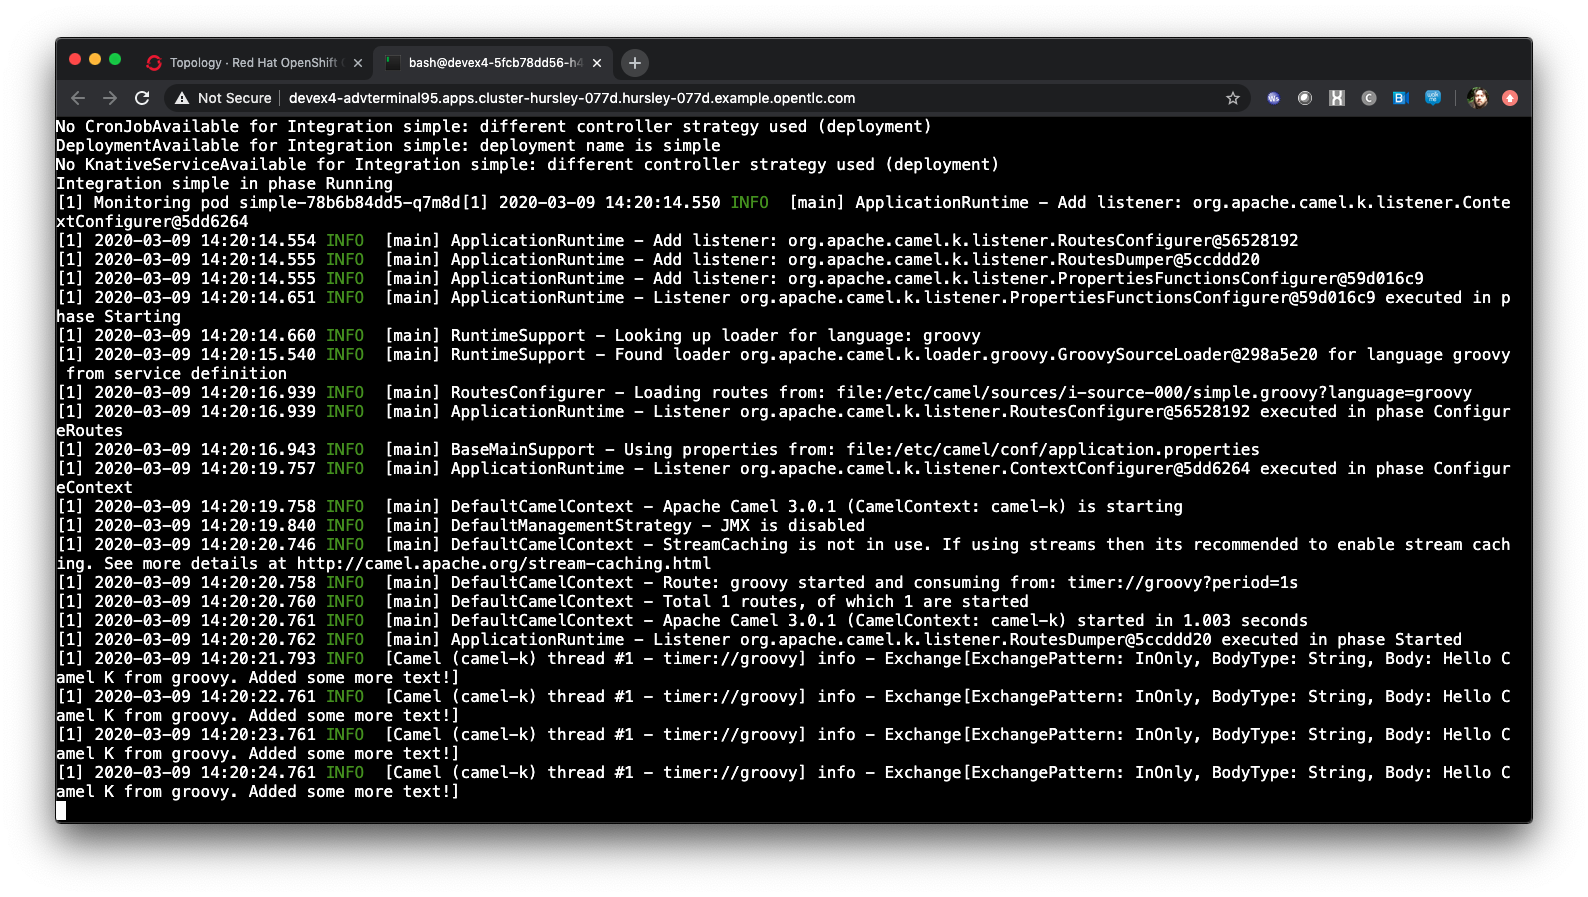 Topology · Red Hat OpenShift
bash@devex4-5fcb78dd56-h4
Not Secure
devex4-advterminal95.apps.cluster-hursley-077d.hursley-077d.example.opentlc.com
No CronJobAvailable for Integration simple: different controller strategy used (deployment)
DeploymentAvailable for Integration simple: deployment name is simple
No KnativeServiceAvailable for Integration simple: different controller strategy used (deployment)
Integration simple in phase Running
[1] Monitoring pod simple-78b6b84dd5-q7m8d[1] 2020-03-09 14:20:14.550 INFO  [main] ApplicationRuntime - Add listener: org.apache.camel.k.listener.Conte
xtConfigurer@5dd6264
[1] 2020-03-09 14:20:14.554 INFO  [main] ApplicationRuntime - Add listener: org.apache.camel.k.listener.RoutesConfigurer@56528192
[1] 2020-03-09 14:20:14.555 INFO  [main] ApplicationRuntime - Add listener: org.apache.camel.k.listener.RoutesDumper@5ccddd20
[1] 2020-03-09 14:20:14.555 INFO  [main] ApplicationRuntime - Add listener: org.apache.camel.k.listener.PropertiesFunctionsConfigurer@59d016c9
[1] 2020-03-09 14:20:14.651 INFO  [main] ApplicationRuntime - Listener org.apache.camel.k.listener.PropertiesFunctionsConfigurer@59d016c9 executed in p
hase Starting
[1] 2020-03-09 14:20:14.660 INFO  [main] RuntimeSupport - Looking up loader for language: groovy
[1] 2020-03-09 14:20:15.540 INFO  [main] RuntimeSupport - Found loader org.apache.camel.k.loader.groovy.GroovySourceLoader@298a5e20 for language groovy
from service definition
[1] 2020-03-09 14:20:16.939 INFO  [main] RoutesConfigurer - Loading routes from: file:/etc/camel/sources/i-source-000/simple.groovy?language=groovy
[1] 2020-03-09 14:20:16.939 INFO  [main] ApplicationRuntime - Listener org.apache.camel.k.listener.RoutesConfigurer@56528192 executed in phase Configur
eRoutes
[1] 2020-03-09 14:20:16.943 INFO  [main] BaseMainSupport - Using properties from: file:/etc/camel/conf/application.properties
[1] 2020-03-09 14:20:19.757 INFO  [main] ApplicationRuntime - Listener org.apache.camel.k.listener.ContextConfigurer@5dd6264 executed in phase Configur
eContext
[1] 2020-03-09 14:20:19.758 INFO  [main] DefaultCamelContext - Apache Camel 3.0.1 (CamelContext: camel-k) is starting
[1] 2020-03-09 14:20:19.840 INFO  [main] DefaultManagementStrategy - JMX is disabled
[1] 2020-03-09 14:20:20.746 INFO  [main] DefaultCamelContext - StreamCaching is not in use. If using streams then its recommended to enable stream cach
ing. See more details at http://camel.apache.org/stream-caching.html
[1] 2020-03-09 14:20:20.758 INFO  [main] DefaultCamelContext - Route: groovy started and consuming from: timer://groovy?period=1s
[1] 2020-03-09 14:20:20.760 INFO  [main] DefaultCamelContext - Total 1 routes, of which 1 are started
[1] 2020-03-09 14:20:20.761 INFO  [main] DefaultCamelContext - Apache Camel 3.0.1 (CamelContext: camel-k) started in 1.003 seconds
[1] 2020-03-09 14:20:20.762 INFO  [main] ApplicationRuntime - Listener org.apache.camel.k.listener.RoutesDumper@5ccddd20 executed in phase Started
[1] 2020-03-09 14:20:21.793 INFO  [Camel (camel-k) thread #1 - timer://groovy] info - Exchange[ExchangePattern: InOnly, BodyType: String, Body: Hello C
amel K from groovy. Added some more text!]
[1] 2020-03-09 14:20:22.761 INFO  [Camel (camel-k) thread #1 - timer://groovy] info - Exchange[ExchangePattern: InOnly, BodyType: String, Body: Hello C
amel K from groovy. Added some more text!]
[1] 2020-03-09 14:20:23.761 INFO  [Camel (camel-k) thread #1 - timer://groovy] info - Exchange[ExchangePattern: InOnly, BodyType: String, Body: Hello C
amel K from groovy. Added some more text!]
[1] 2020-03-09 14:20:24.761 INFO  [Camel (camel-k) thread #1 - timer://groovy] info - Exchange[ExchangePattern: InOnly, BodyType: String, Body: Hello C
amel K from groovy. Added some more text!]